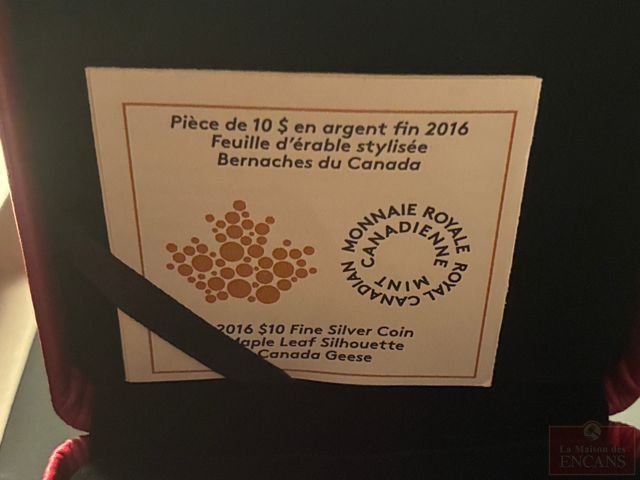 Pièce de 10 $ en argent fin 2016
Feuille d'érable stylisée
Bernaches du Canada
MONNAIE ROYALE CANADIENNE
ROYAL CANADIAN MINT
2016 $10 Fine Silver Coin
aple Leaf Silhouette
Canada Geese
La Maison des
ENCANS